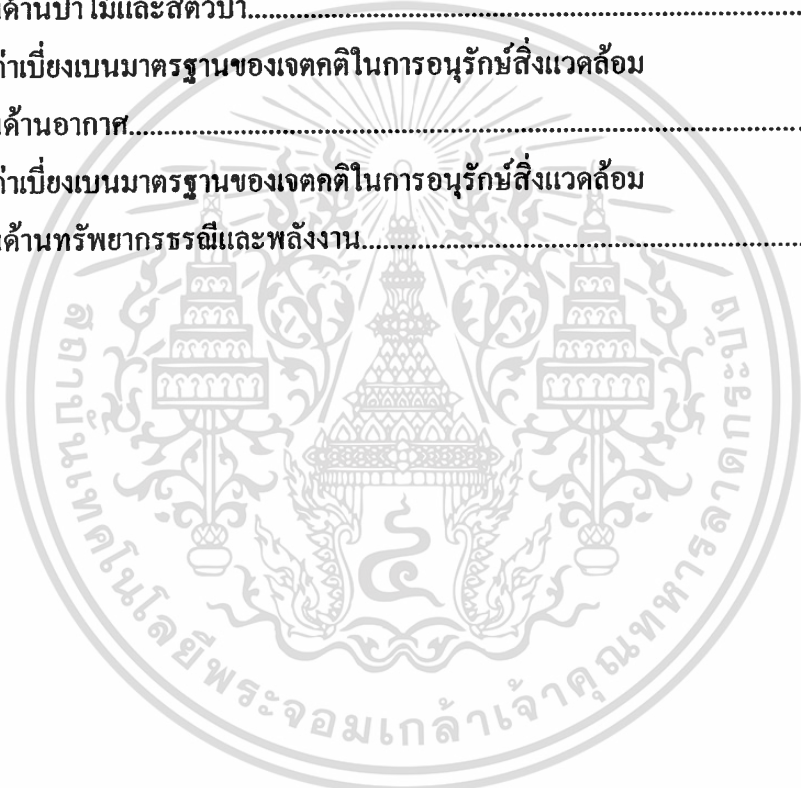 ด้านป่าไม้และสัตว์ป่า
ค่าเบี่ยงเบนมาตรฐานของเจตคติในการอนุรักษ์สิ่งแวดล้อม
ด้านอากาศ
ค่าเบี่ยงเบนมาตรฐานของเจตคติในการอนุรักษ์สิ่งแวดล้อม
ด้านทรัพยากรธรณีและพลังงาน
สถาบันเทคโนโลยีพระจอมเกล้าเจ้าคุณทหารลาดกระบัง